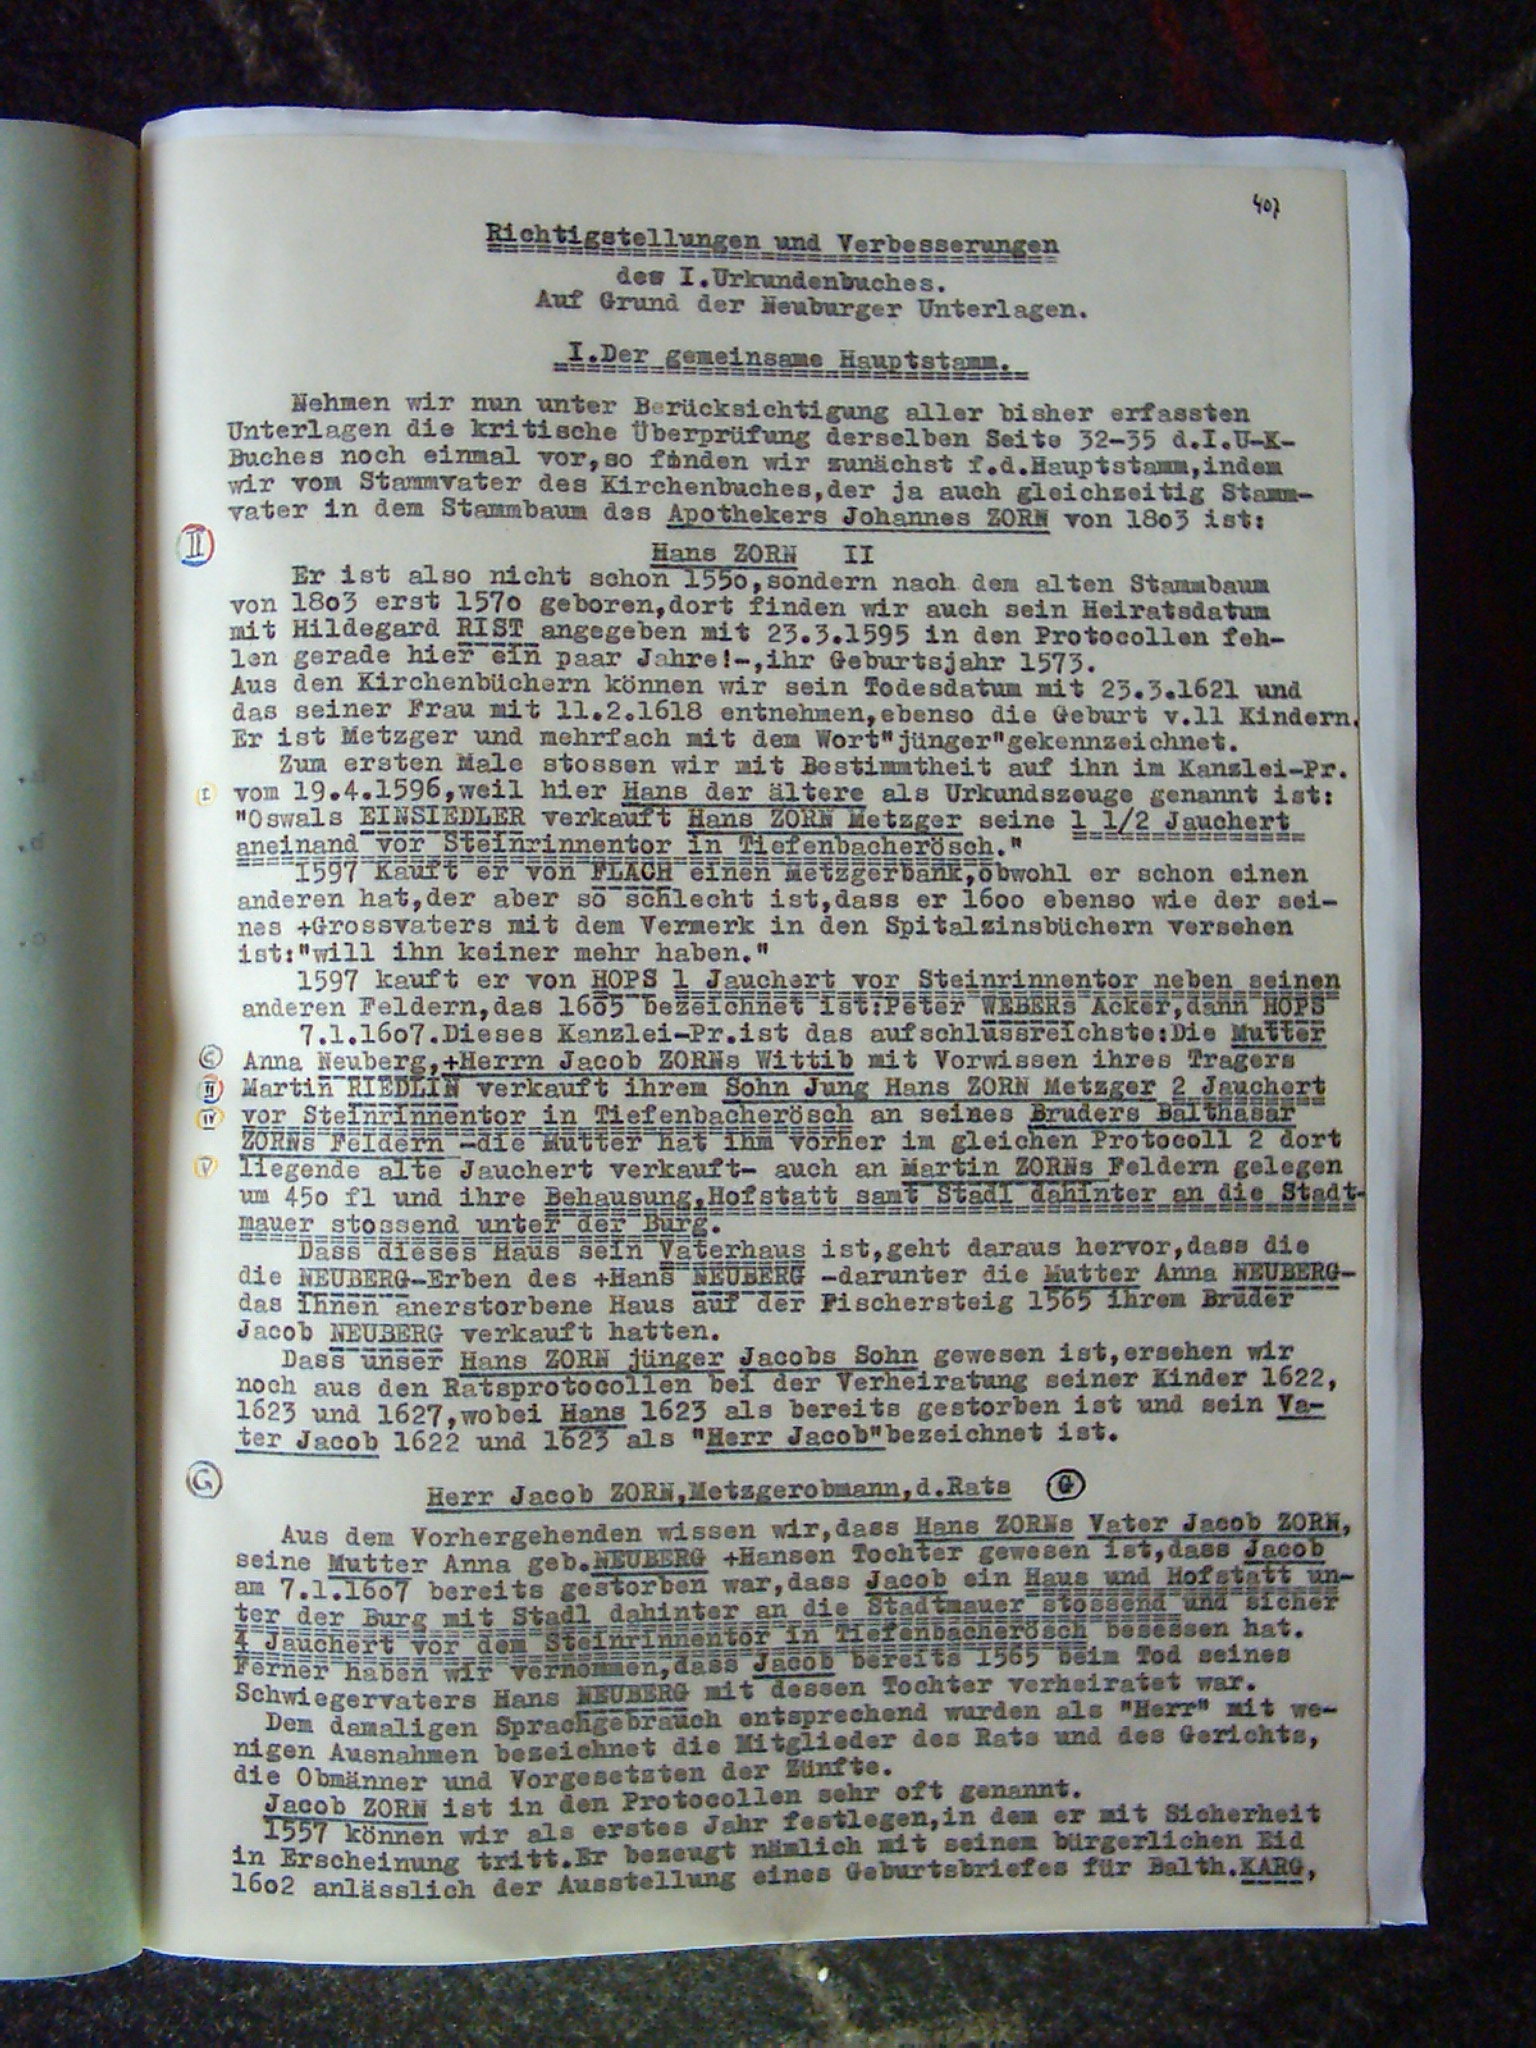 407
Richtigstellungen und Verbesserungen
des I.Urkundenbuches.
Auf Grund der Neuburger Unterlagen.
I.Der gemeinsame Hauptstamm.
Nehmen wir nun unter Berücksichtigung aller bisher erfassten
Unterlagen die kritische Überprüfung derselben Seite 32-35 d.I.U-K-
Buches noch einmal vor,so finden wir zunächst f.d.Hauptstamm,indem
wir vom Stammvater des Kirchenbuches,der ja auch gleichzeitig Stamm-
vater in dem Stammbaum des Apothekers Johannes ZORN von 18o3 ist:
II
Hans ZORN II
Er ist also nicht schon 155o,sondern nach dem alten Stammbaum
von 18o3 erst 157o geboren,dort finden wir auch sein Heiratsdatum
mit Hildegard RIST angegeben mit 23.3.1595 in den Protocollen feh-
len gerade hier ein paar Jahre!-,ihr Geburtsjahr 1573.
Aus den Kirchenbüchern können wir sein Todesdatum mit 23.3.1621 und
das seiner Frau mit 11.2.1618 entnehmen,ebenso die Geburt v.11 Kindern.
Er ist Metzger und mehrfach mit dem Wort"jünger"gekennzeichnet.
Zum ersten Male stossen wir mit Bestimmtheit auf ihn im Kanzlei-Pr.
I vom 19.4.1596,weil hier Hans der ältere als Urkundszeuge genannt ist:
"Oswals EINSIEDLER verkauft Hans ZORN Metzger seine 1 1/2 Jauchert
aneinand vor Steinrinnentor in Tiefenbacherösch."
1597 Kauft er von FLACH einen Metzgerbank,obwohl er schon einen
anderen hat,der aber so schlecht ist,dass er 16oo ebenso wie der sei-
nes +Grossvaters mit dem Vermerk in den Spitalzinsbüchern versehen
ist:"will ihn keiner mehr haben."
1597 kauft er von HOPS 1 Jauchert vor Steinrinnentor neben seinen
anderen Feldern,das 16o5 bezeichnet ist:Peter WEBERs Acker,dann HOPS
7.1.16o7.Dieses Kanzlei-Pr.ist das aufschlussreichste:Die Mutter
Anna Neuberg,+Herrn Jacob ZORNs Wittib mit Vorwissen ihres Tragers
II Martin RIEDLIN verkauft ihrem Sohn Jung Hans ZORN Metzger 2 Jauchert
IV vor Steinrinnentor in Tiefenbacherösch an seines Bruders Balthasar
ZORNs Feldern -die Mutter hat ihm vorher im gleichen Protocoll 2 dort
V liegende alte Jauchert verkauft- auch an Martin ZORNs Feldern gelegen
um 45o fl und ihre Behausung,Hofstatt samt Stadl dahinter an die Stadt-
mauer stossend unter der Burg.
Dass dieses Haus sein Vaterhaus ist,geht daraus hervor,dass die
die NEUBERG-Erben des +Hans NEUBERG -darunter die Mutter Anna NEUBERG-
das ihnen anerstorbene Haus auf der Fischersteig 1565 ihrem Bruder
Jacob NEUBERG verkauft hatten.
Dass unser Hans ZORN jünger Jacobs Sohn gewesen ist,ersehen wir
noch aus den Ratsprotocollen bei der Verheiratung seiner Kinder 1622,
1623 und 1627,wobei Hans 1623 als bereits gestorben ist und sein Va-
ter Jacob 1622 und 1623 als "Herr Jacob"bezeichnet ist.
G
Herr Jacob ZORN,Metzgerobmann,d.Rats G
Aus dem Vorhergehenden wissen wir,dass Hans ZORNs Vater Jacob ZORN,
seine Mutter Anna geb.NEUBERG +Hansen Tochter gewesen ist,dass Jacob
am 7.1.16o7 bereits gestorben war,dass Jacob ein Haus und Hofstatt un-
ter der Burg mit Stadl dahinter an die Stadtmauer stossend und sicher
4 Jauchert vor dem Steinrinnentor in Tiefenbacherösch besessen hat.
Ferner haben wir vernommen,dass Jacob bereits 1565 beim Tod seines
Schwiegervaters Hans NEUBERG mit dessen Tochter verheiratet war.
Dem damaligen Sprachgebrauch entsprechend wurden als "Herr" mit we-
nigen Ausnahmen bezeichnet die Mitglieder des Rats und des Gerichts,
die Obmänner und Vorgesetzten der Zünfte.
Jacob ZORN ist in den Protocollen sehr oft genannt.
1557 können wir als erstes Jahr festlegen,in dem er mit Sicherheit
in Erscheinung tritt.Er bezeugt nämlich mit seinem bürgerlichen Eid
16o2 anlässlich der Ausstellung eines Geburtsbriefes für Balth.KARG,